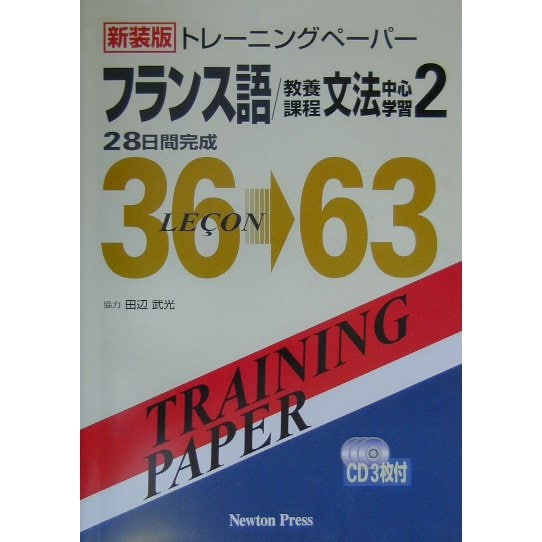 新装版 トレーニングペーパー
フランス語/教養課程 文法中心学習2
28日間完成
36 LEÇON 63
協力 田辺 武光
TRAINING
PAPER
CD3枚付
Newton Press